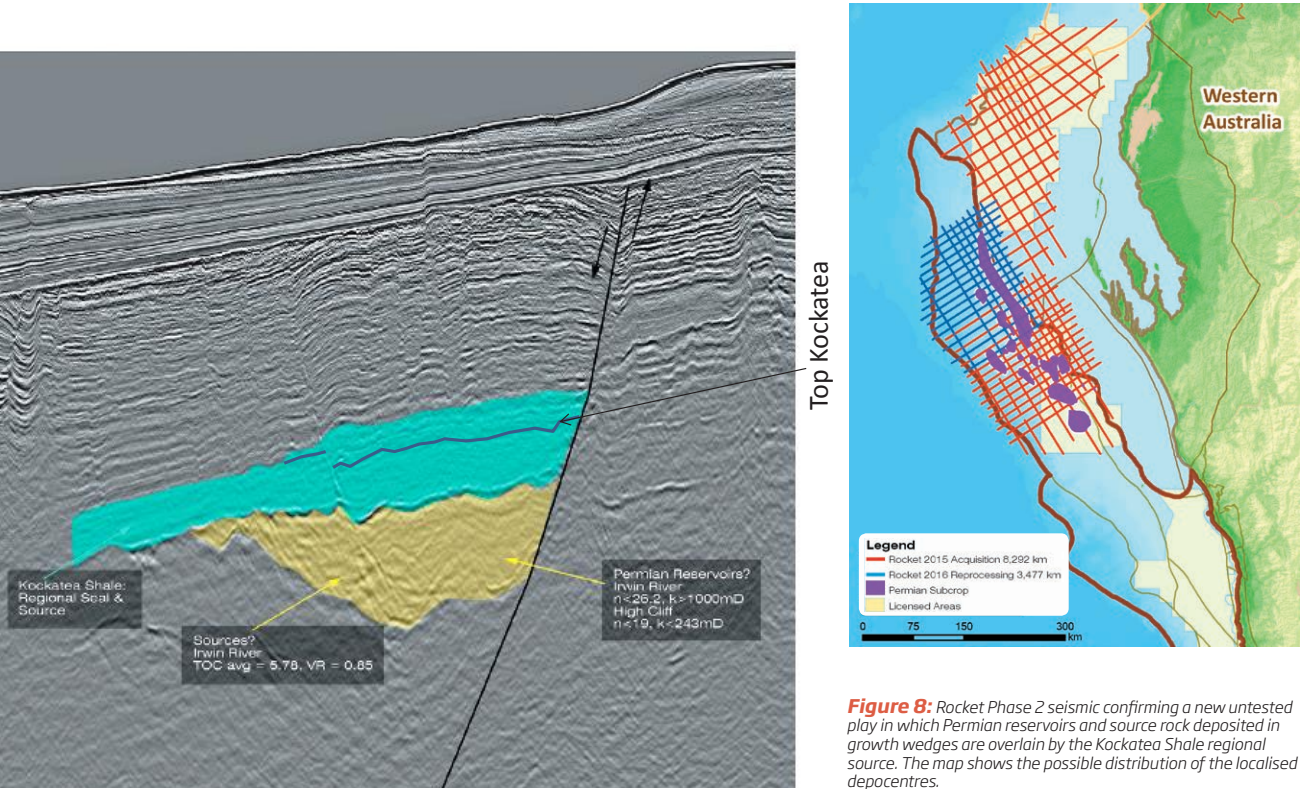 Top Kockatea
Kockatea Shale:
Regional Seal &
Source
Sources?
Irwin River
TOC avg = 5.78, VR = 0.85
Permian Reservoirs?
Irwin River
n<26.2, k>1000mD
High Cliff
n<19, k<243mD
Western
Australia
Legend
Rocket 2015 Acquisition 8,292 km
Rocket 2016 Reprocessing 3,477 km
Permian Subcrop
Licensed Areas
0 75 150 300
km
Figure 8: Rocket Phase 2 seismic confirming a new untested
play in which Permian reservoirs and source rock deposited in
growth wedges are overlain by the Kockatea Shale regional
source. The map shows the possible distribution of the localised
depocentres.